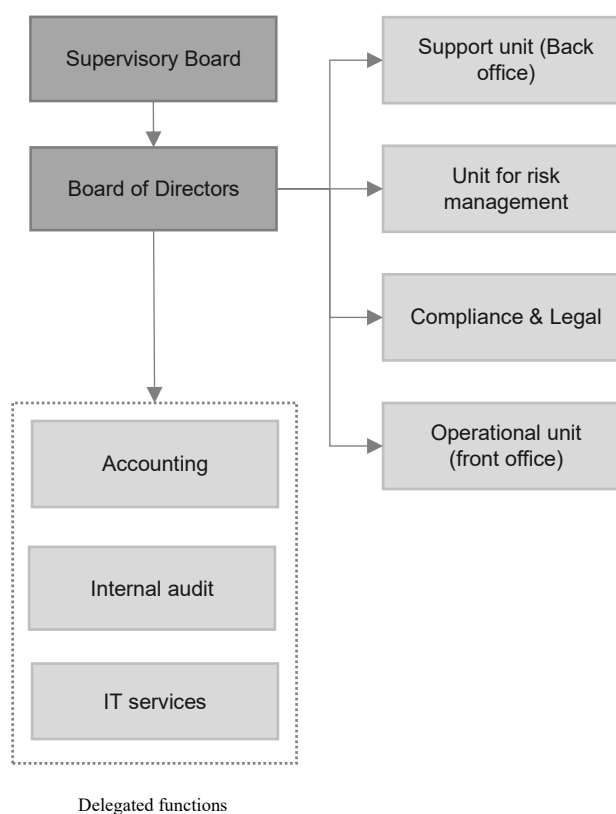 Supervisory Board
Board of Directors
Support unit (Back
office)
Unit for risk
management
Compliance & Legal
Operational unit
(front office)
Accounting
Internal audit
IT services
Delegated functions